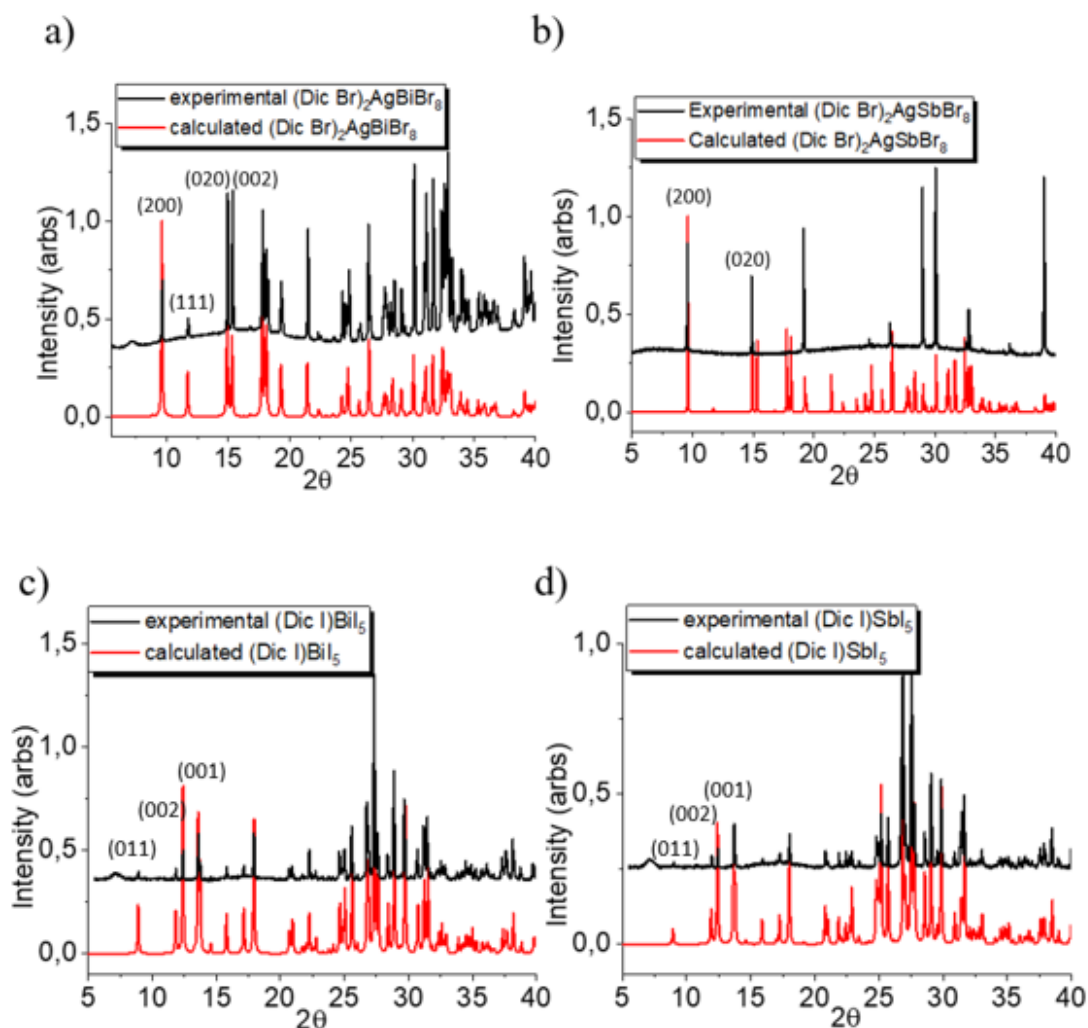 a)
experimental (Dic Br)₂AgBiBr₈
calculated (Dic Br)₂AgBiBr₈
1,5
1,0
0,5
0,0
Intensity (arbs)
(200)
(111)
(020)
(002)
10 15 20 25 30 35 40
2θ
b)
Experimental (Dic Br)₂AgSbBr₈
Calculated (Dic Br)₂AgSbBr₈
1,5
1,0
0,5
0,0
Intensity (arbs)
(200)
(020)
5 10 15 20 25 30 35 40
2θ
c)
experimental (Dic I)BiI₅
calculated (Dic I)BiI₅
1,5
1,0
0,5
0,0
Intensity (arbs)
(001)
(002)
(011)
5 10 15 20 25 30 35 40
2θ
d)
experimental (Dic I)SbI₅
calculated (Dic I)SbI₅
1,0
0,5
0,0
Intensity (arbs)
(001)
(002)
(011)
5 10 15 20 25 30 35 40
2θ